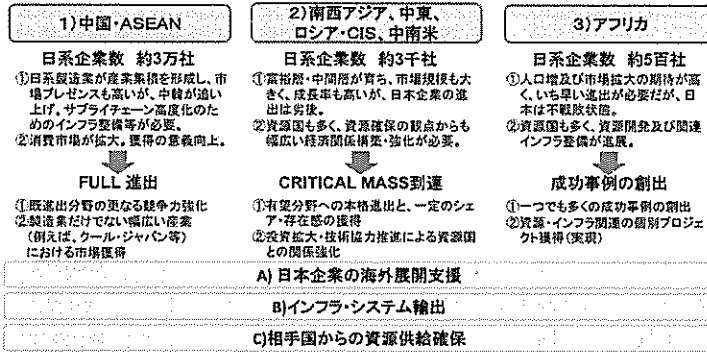 1)中国・ASEAN
日系企業数 約3万社
①日系製造業が産業集積を形成し、市
場プレゼンスも高いが、中韓が追い
上げ。サプライチェーン高度化のた
めのインフラ整備等が必要。
②消費市場が拡大。獲得の意義向上。
FULL 進出
①既進出分野の更なる競争力強化
②製造業だけでない幅広い産業
(例えば、クール・ジャパン等)
における市場獲得
2)南西アジア、中東、
ロシア・CIS、中南米
日系企業数 約3千社
①富裕層・中間層が育ち、市場規模も大
きく、成長率も高いが、日本企業の進
出は劣後。
②資源国も多く、資源確保の観点からも
幅広い経済関係構築・強化が必要。
CRITICAL MASS到達
①有望分野への本格進出と、一定のシェ
ア・存在感の獲得
②投資拡大・技術協力推進による資源国
との関係強化
3)アフリカ
日系企業数 約5百社
①人口増及び市場拡大の期待が高
く、いち早い進出が必要だが、日
本は不戦敗状態。
②資源国も多く、資源開発及び関連
インフラ整備が進展。
成功事例の創出
①一つでも多くの成功事例の創出
②資源・インフラ関連の個別プロジェ
クト獲得(実現)
A)日本企業の海外展開支援
B)インフラ・システム輸出
C)相手国からの資源供給確保